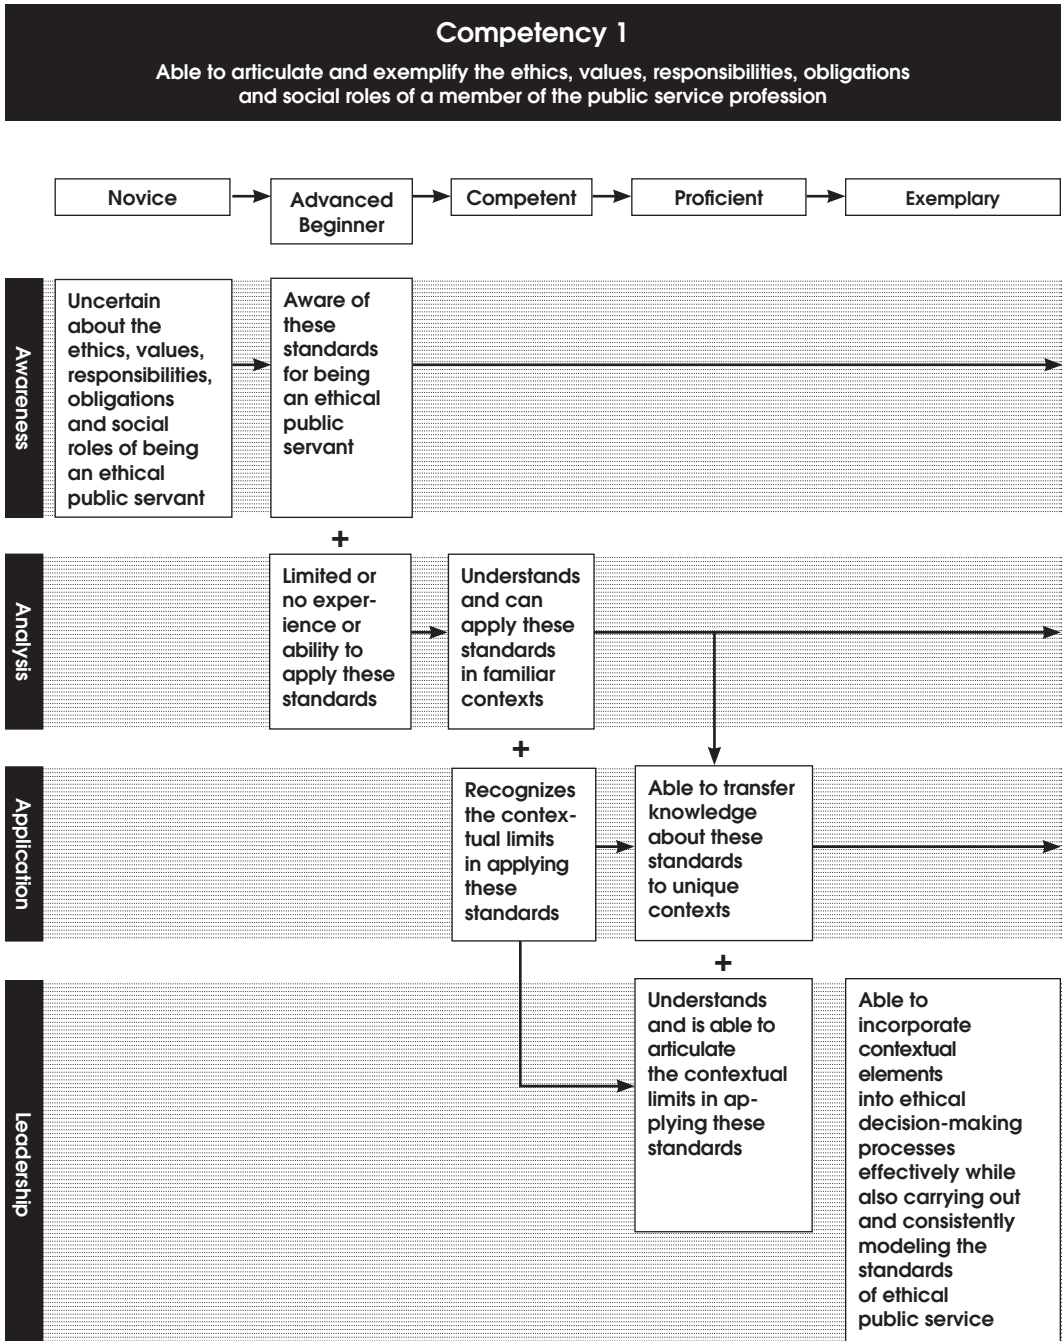 Competency 1
Able to articulate and exemplify the ethics, values, responsibilities, obligations
and social roles of a member of the public service profession
Novice
Advanced
Beginner
Competent
Proficient
Exemplary
Awareness
Uncertain
about the
ethics, values,
responsibilities,
obligations
and social
roles of being
an ethical
public servant
Aware of
these
standards
for being
an ethical
public
servant
+
Analysis
Limited or
no exper-
ience or
ability to
apply these
standards
Understands
and can
apply these
standards
in familiar
contexts
+
Application
Recognizes
the contex-
tual limits
in applying
these
standards
Able to transfer
knowledge
about these
standards
to unique
contexts
+
Leadership
Understands
and is able to
articulate
the contextual
limits in ap-
plying these
standards
Able to
incorporate
contextual
elements
into ethical
decision-making
processes
effectively while
also carrying out
and consistently
modeling the
standards
of ethical
public service